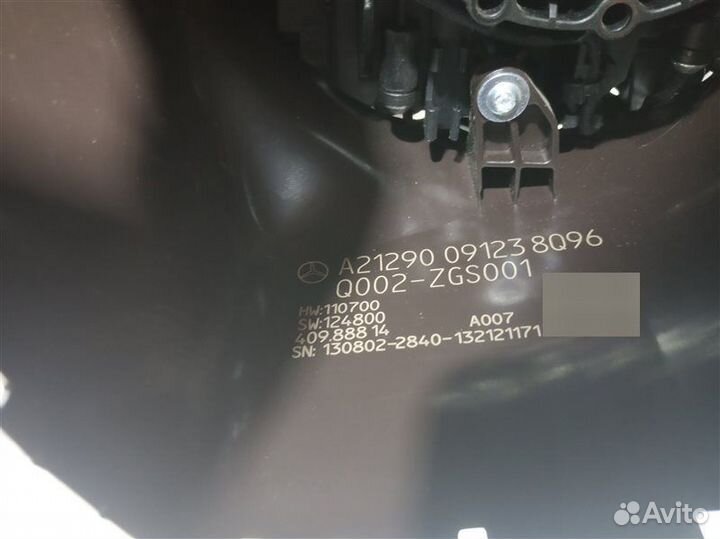 A21290 09123 8Q96
Q002-ZGS001
HW:110700
SW:124800
409.888 14 A007
SN: 130802-2840-132121171
Avito